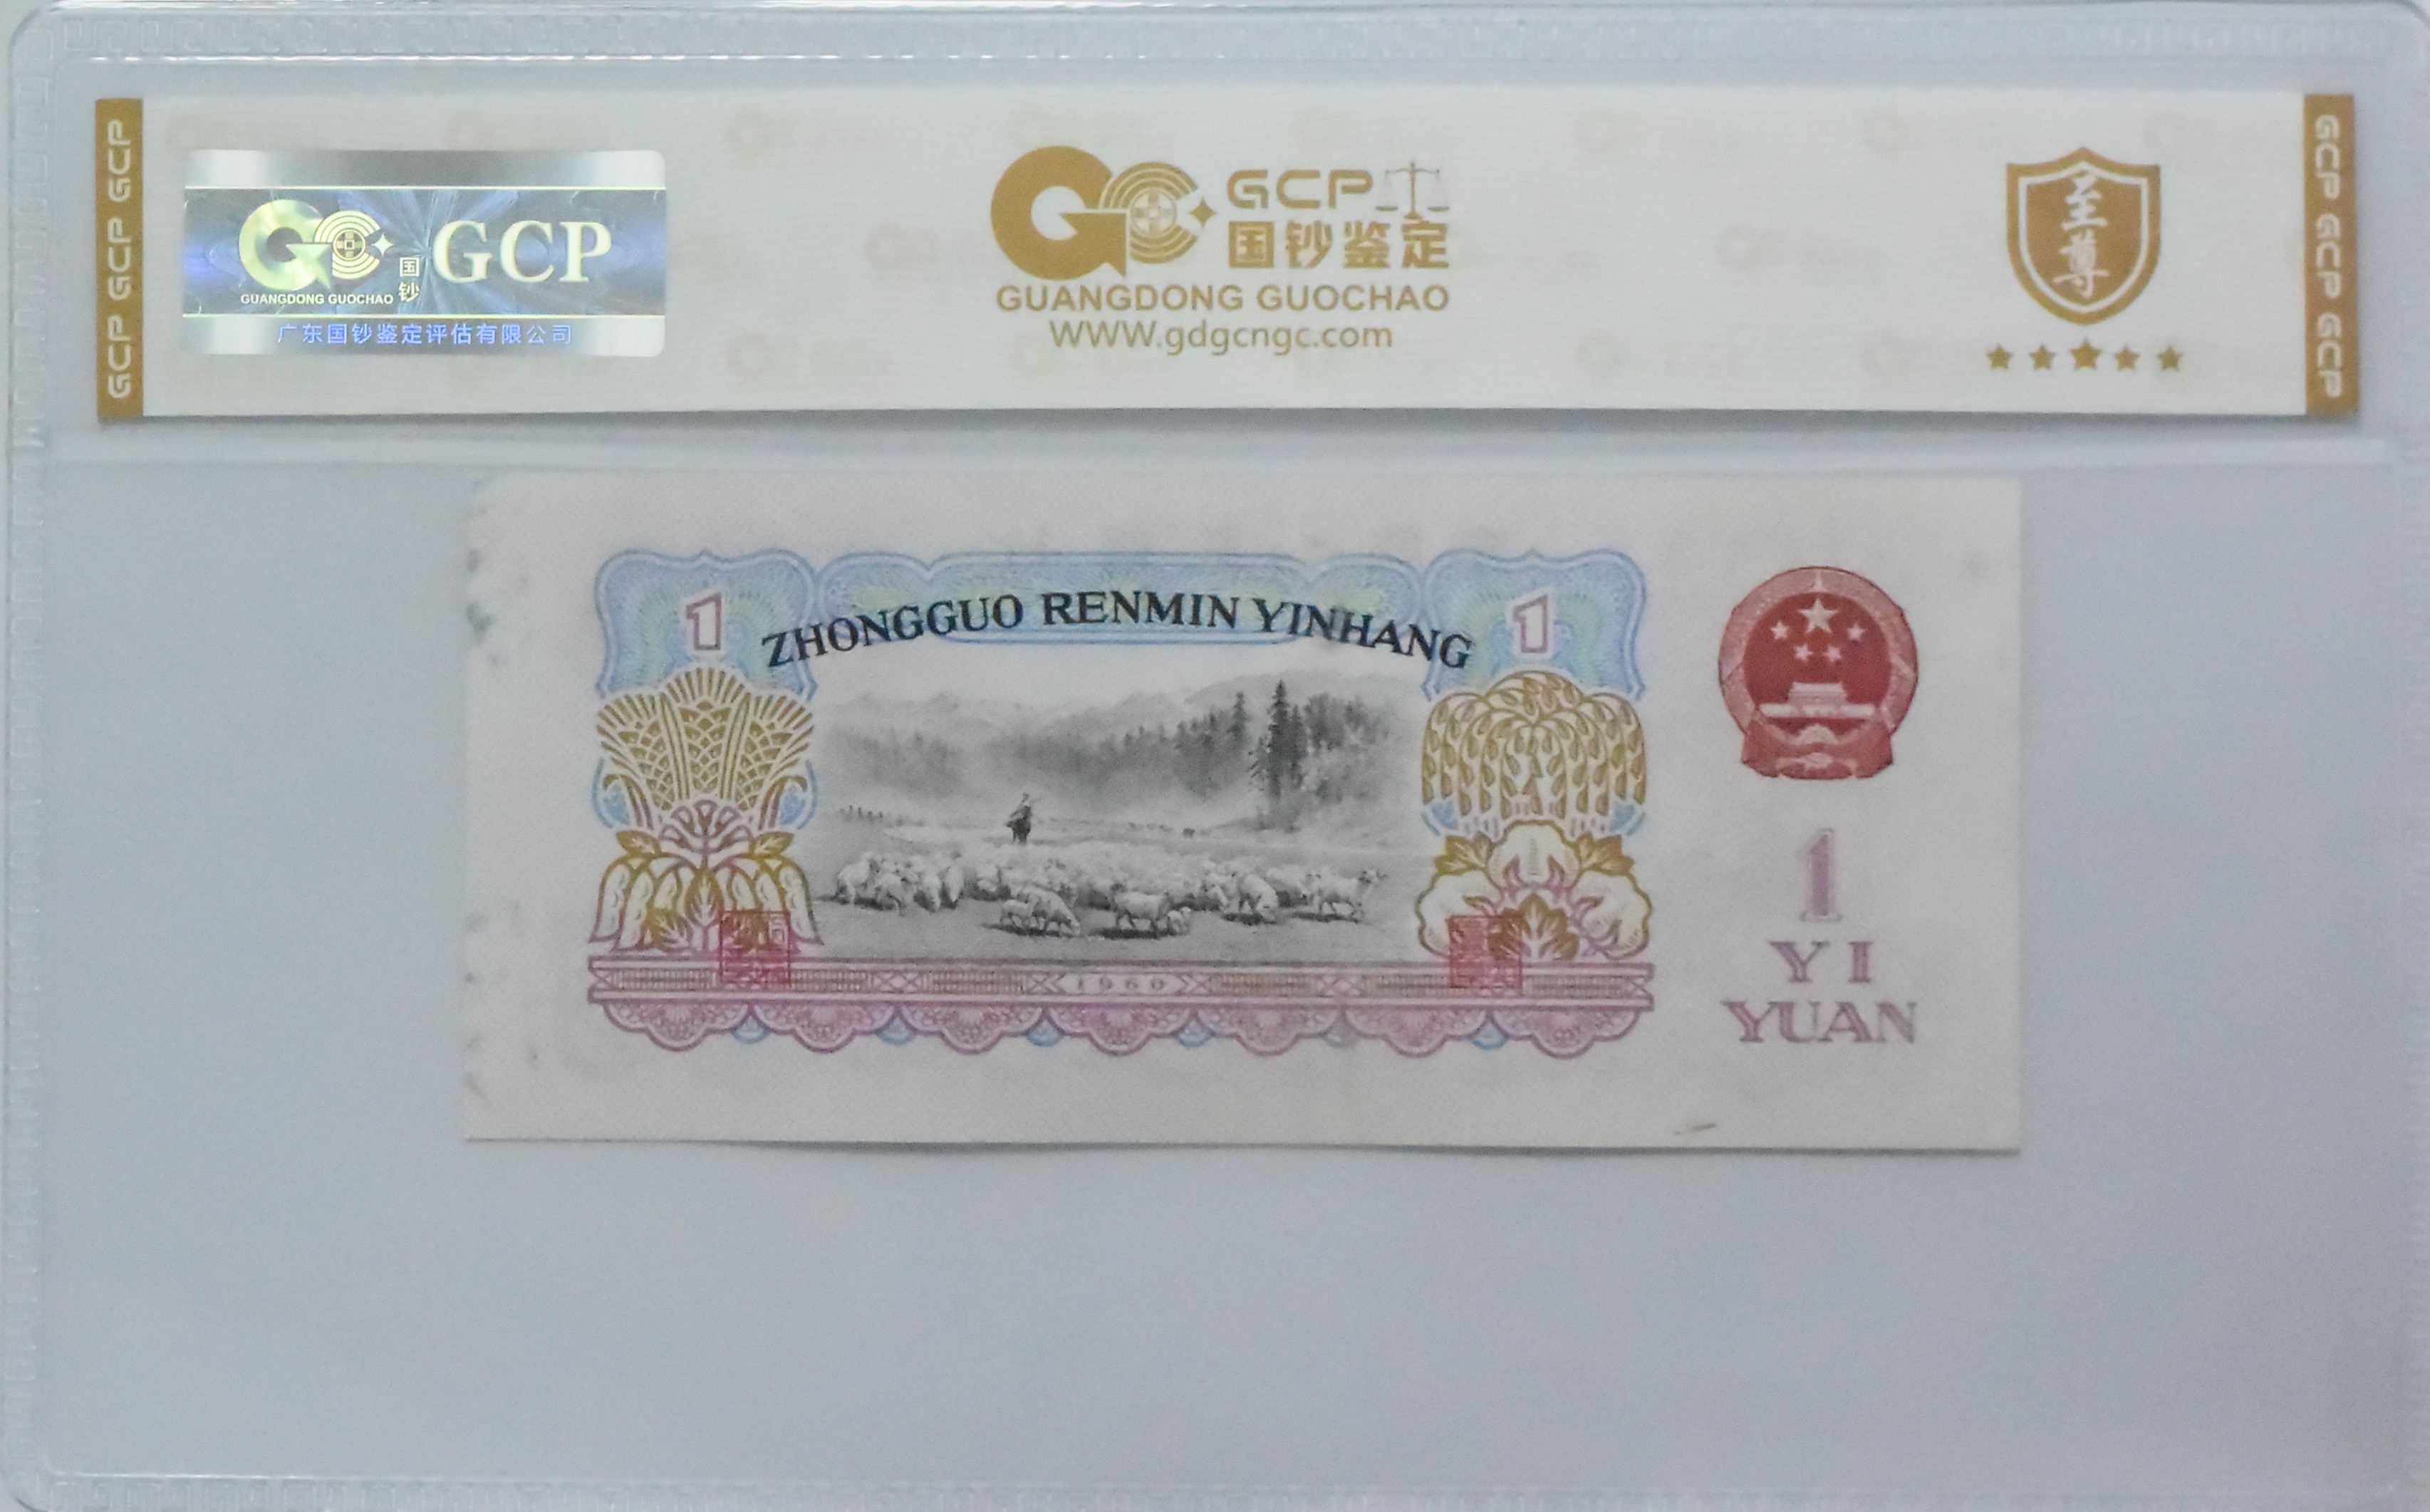 GCP GCP GCP
GUANGDONG GUOCHAO
国钞
GCP
广东国钞鉴定评估有限公司
GCP
国钞鉴定
GUANGDONG GUOCHAO
WWW.gdgcngc.com
至尊
GCP GCP GCP
1
ZHONGGUO RENMIN YINHANG
1
1960
1
YI
YUAN